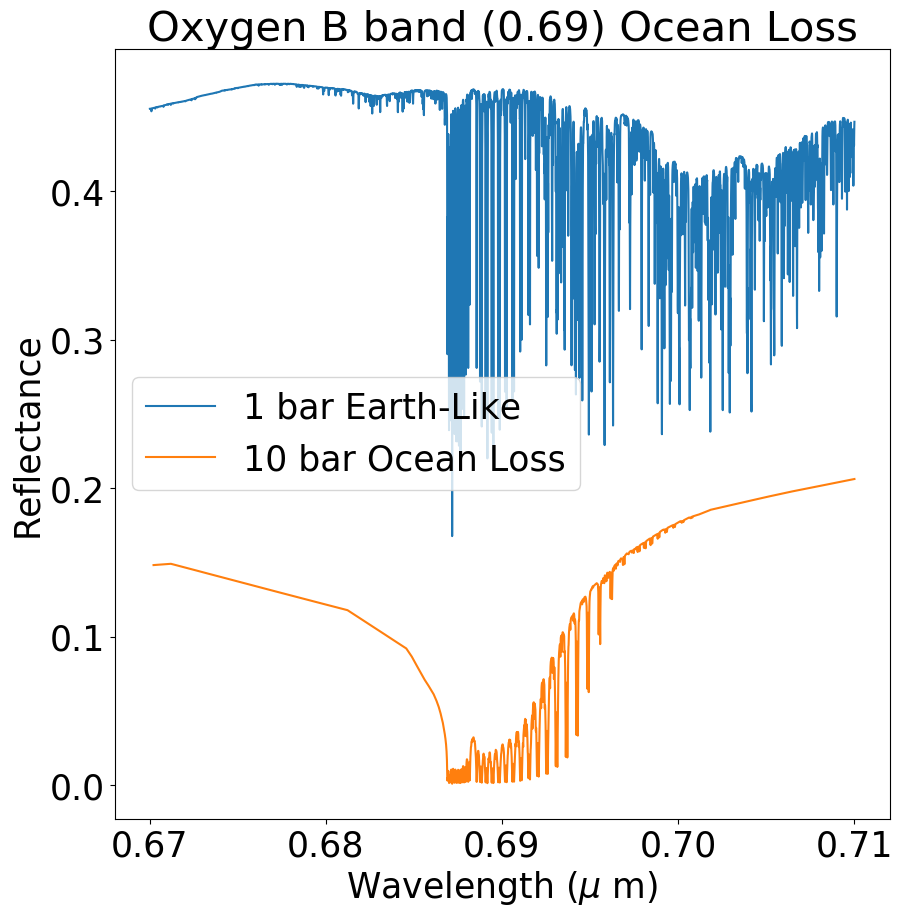 Oxygen B band (0.69) Ocean Loss
Reflectance
0.4
0.3
0.2
0.1
0.0
1 bar Earth-Like
10 bar Ocean Loss
0.67 0.68 0.69 0.70 0.71
Wavelength (μ m)